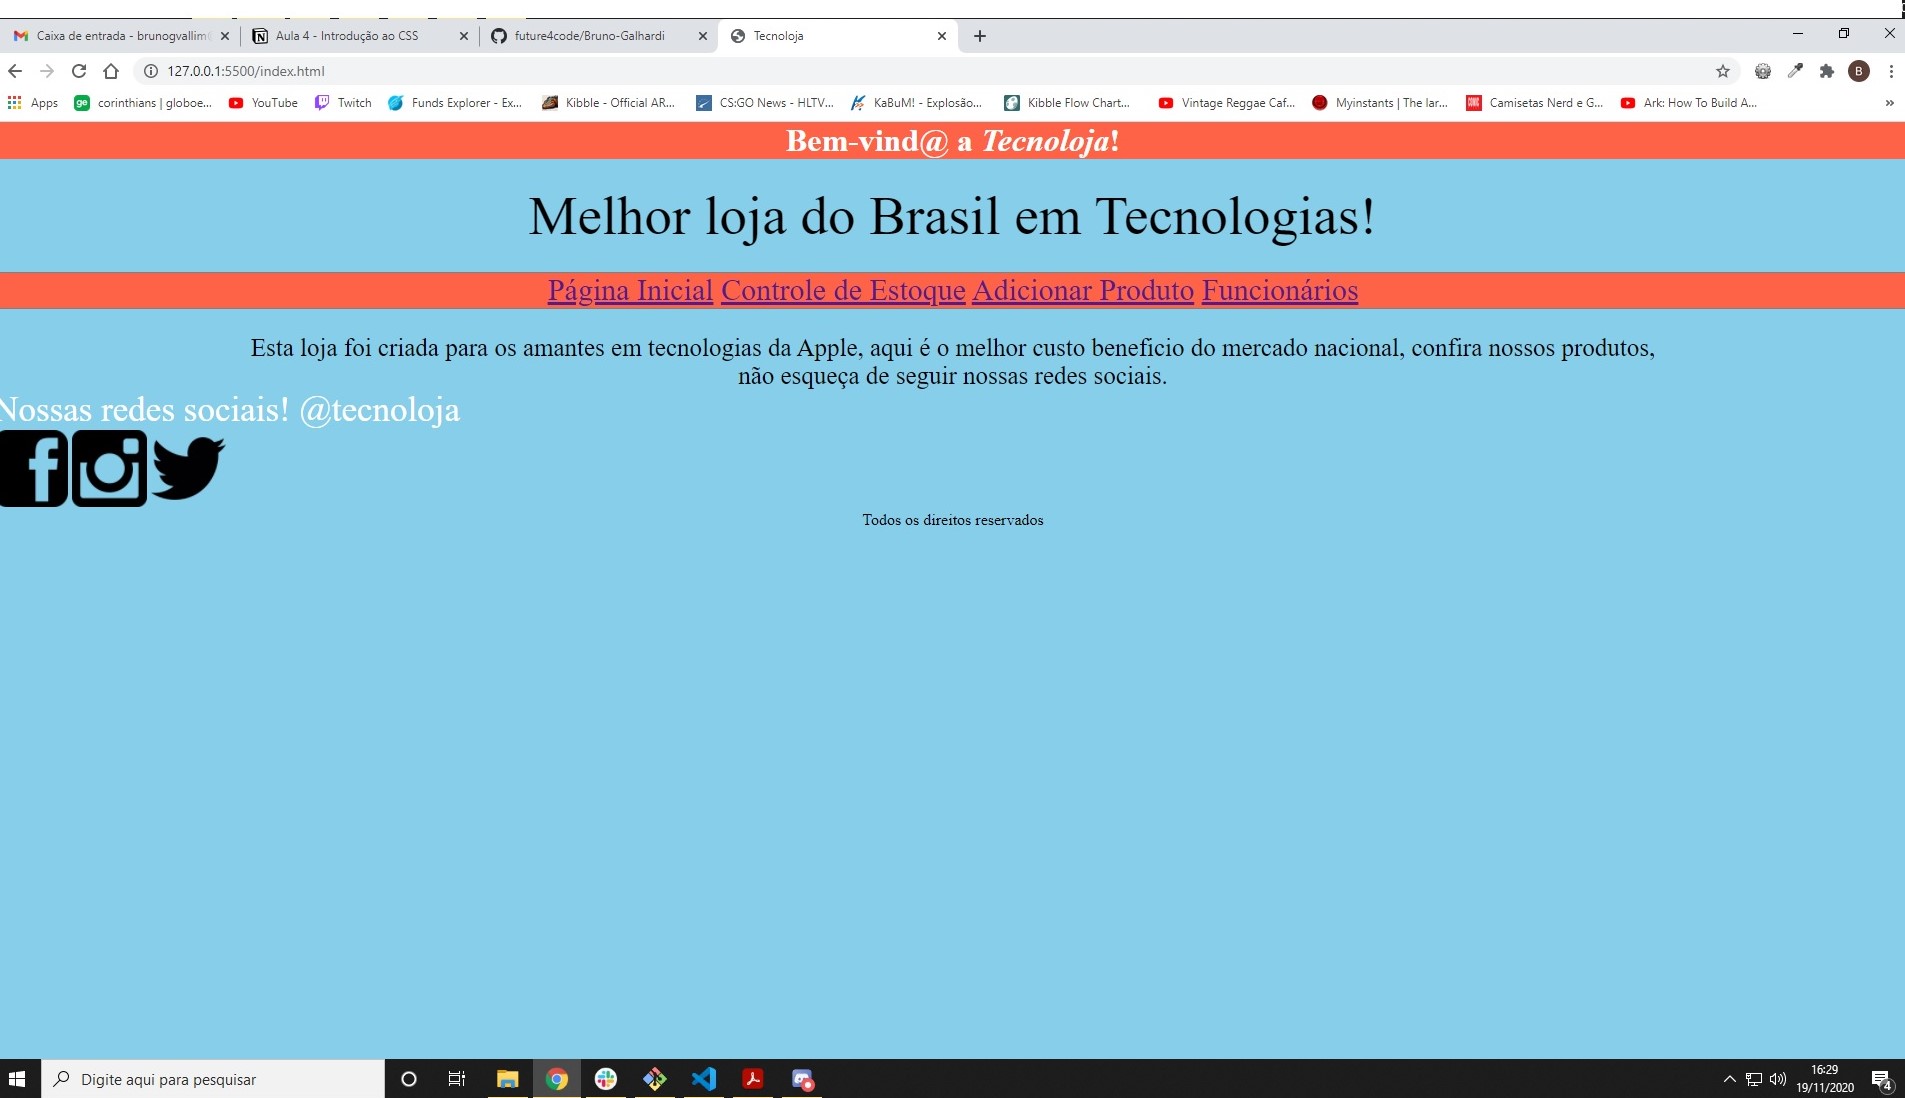 Caixa de entrada - brunogvallim
Aula 4 - Introdução ao CSS
future4code/Bruno-Galhardi
Tecnoloja
127.0.0.1:5500/index.html
B
Apps
corinthians | globoe...
YouTube
Twitch
Funds Explorer - Ex...
Kibble - Official AR...
CS:GO News - HLTV...
KaBuM! - Explosão...
Kibble Flow Chart...
Vintage Reggae Caf...
Myinstants | The lar...
Camisetas Nerd e G...
Ark: How To Build A...
Bem-vind@ a Tecnoloja!
Melhor loja do Brasil em Tecnologias!
Página Inicial Controle de Estoque Adicionar Produto Funcionários
Esta loja foi criada para os amantes em tecnologias da Apple, aqui é o melhor custo beneficio do mercado nacional, confira nossos produtos,
não esqueça de seguir nossas redes sociais.
Nossas redes sociais! @tecnoloja
Todos os direitos reservados
Digite aqui para pesquisar
16:29
19/11/2020
4